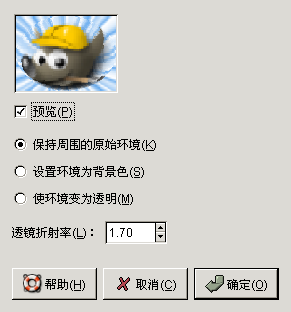 预览(P)
保持周围的原始环境(K)
设置环境为背景色(S)
使环境变为透明(M)
透镜折射率(L)： 1.70
帮助(H) 取消(C) 确定(O)